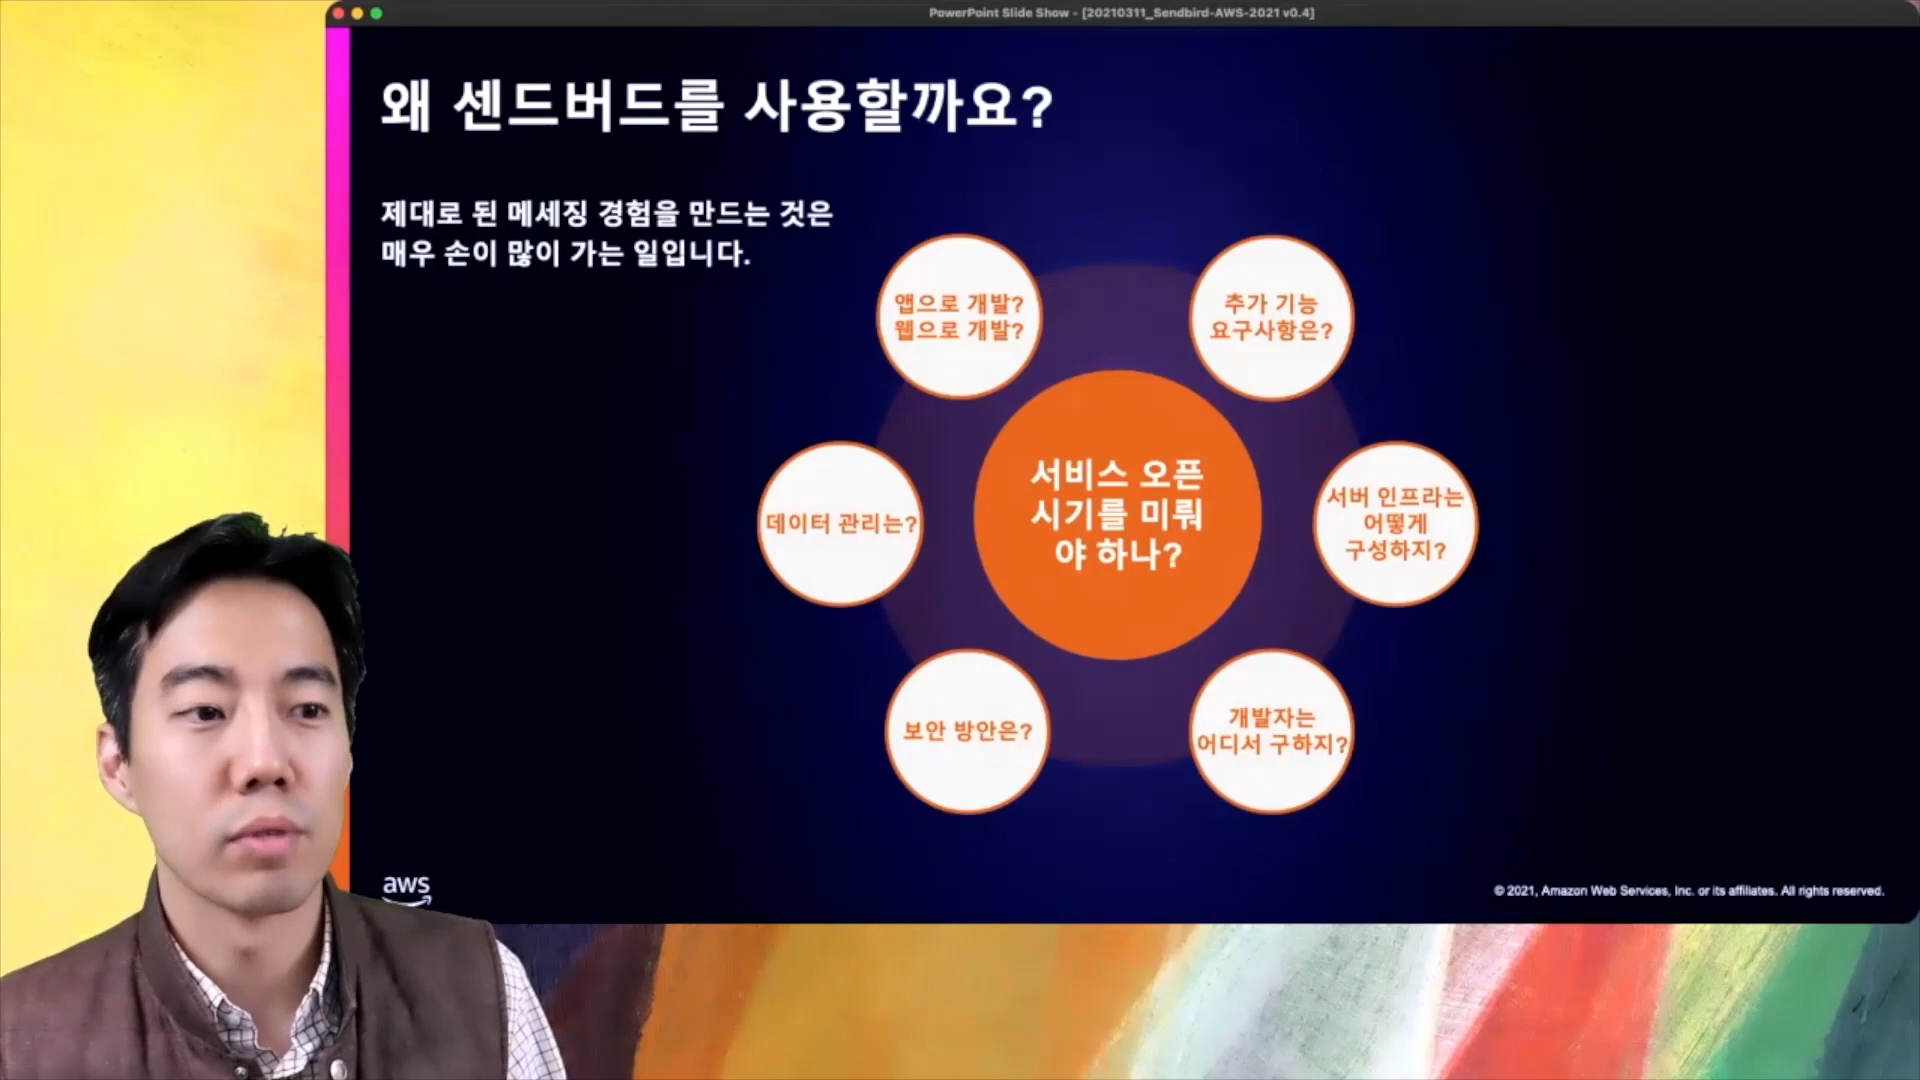 PowerPoint Slide Show - [20210311_Sendbird-AWS-2021 v0.4]
왜 센드버드를 사용할까요?
제대로 된 메세징 경험을 만드는 것은
매우 손이 많이 가는 일입니다.
앱으로 개발?
웹으로 개발?
추가 기능
요구사항은?
데이터 관리는?
서비스 오픈
시기를 미뤄
야 하나?
서버 인프라는
어떻게
구성하지?
보안 방안은?
개발자는
어디서 구하지?
aws
© 2021, Amazon Web Services, Inc. or its affiliates. All rights reserved.